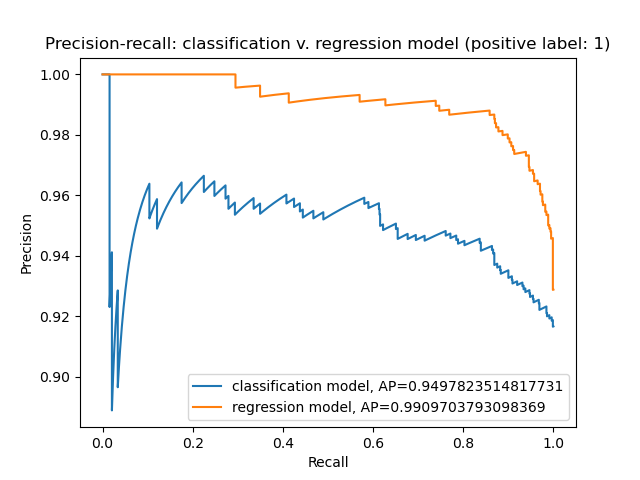 Precision-recall: classification v. regression model (positive label: 1)
1.00
0.98
0.96
0.94
0.92
0.90
Precision
classification model, AP=0.9497823514817731
regression model, AP=0.9909703793098369
0.0 0.2 0.4 0.6 0.8 1.0
Recall